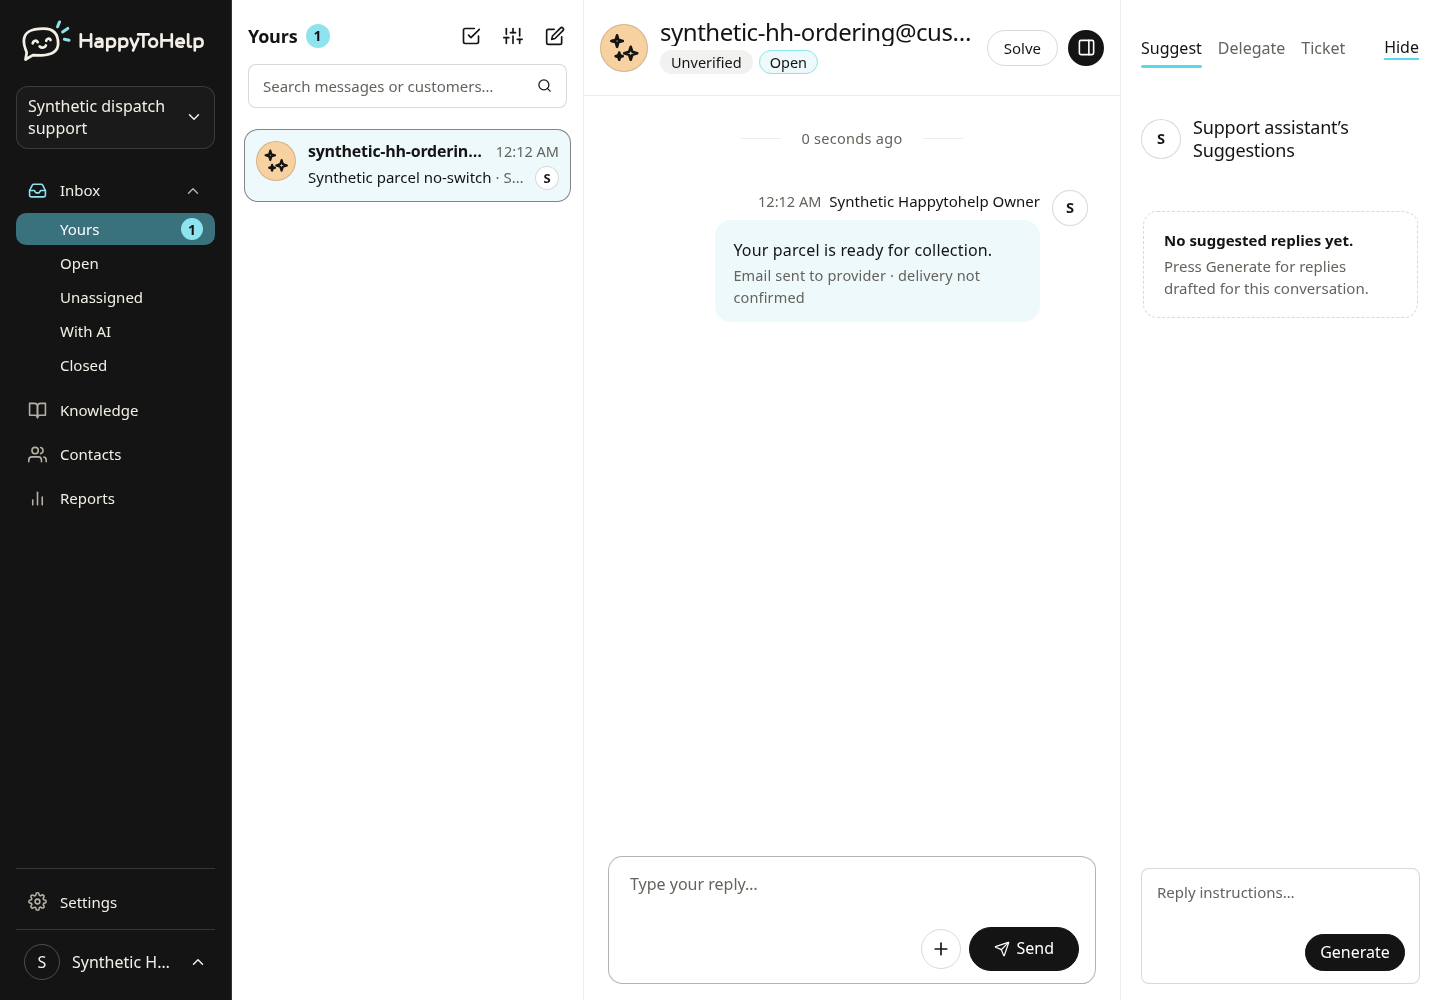 HappyToHelp
Synthetic dispatch
support
Inbox
Yours 1
Open
Unassigned
With AI
Closed
Knowledge
Contacts
Reports
Settings
S Synthetic H...
Yours 1
Search messages or customers...
synthetic-hh-orderin... 12:12 AM
Synthetic parcel no-switch · S... S
synthetic-hh-ordering@cus...
Unverified Open
Solve
0 seconds ago
12:12 AM Synthetic Happytohelp Owner S
Your parcel is ready for collection.
Email sent to provider · delivery not
confirmed
Type your reply...
Send
Suggest Delegate Ticket Hide
S
Support assistant’s
Suggestions
No suggested replies yet.
Press Generate for replies
drafted for this conversation.
Reply instructions...
Generate